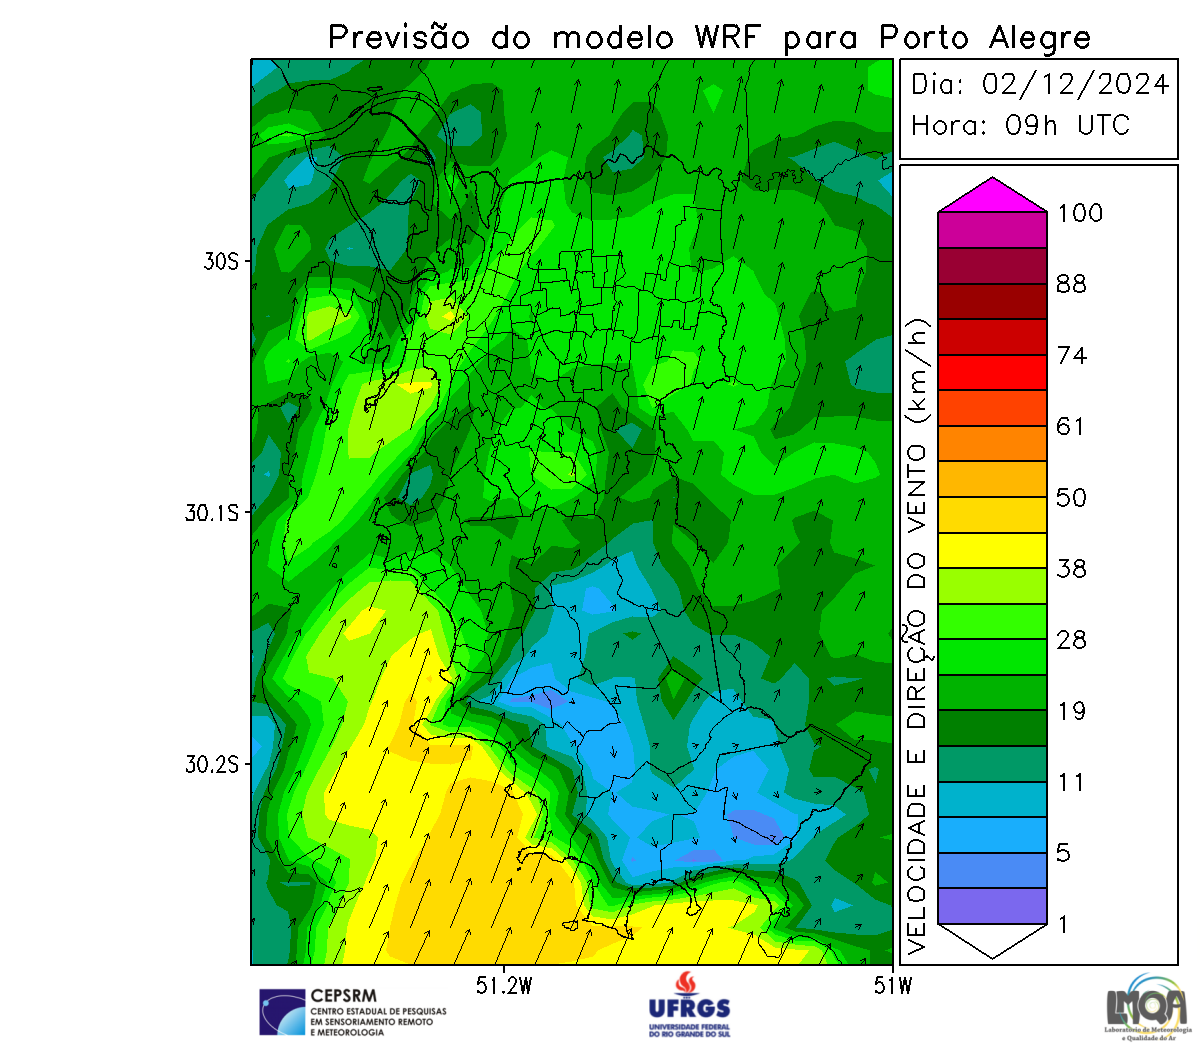 Previsão do modelo WRF para Porto Alegre
Dia: 02/12/2024
Hora: 09h UTC
30S
30.1S
30.2S
51.2W
51W
VELOCIDADE E DIREÇÃO DO VENTO (km/h)
100
88
74
61
50
38
28
19
11
5
1
CEPSRM
CENTRO ESTADUAL DE PESQUISAS
EM SENSORIAMENTO REMOTO
E METEOROLOGIA
UFRGS
UNIVERSIDADE FEDERAL
DO RIO GRANDE DO SUL
LMQA
Laboratório de Meteorologia
e Qualidade do Ar